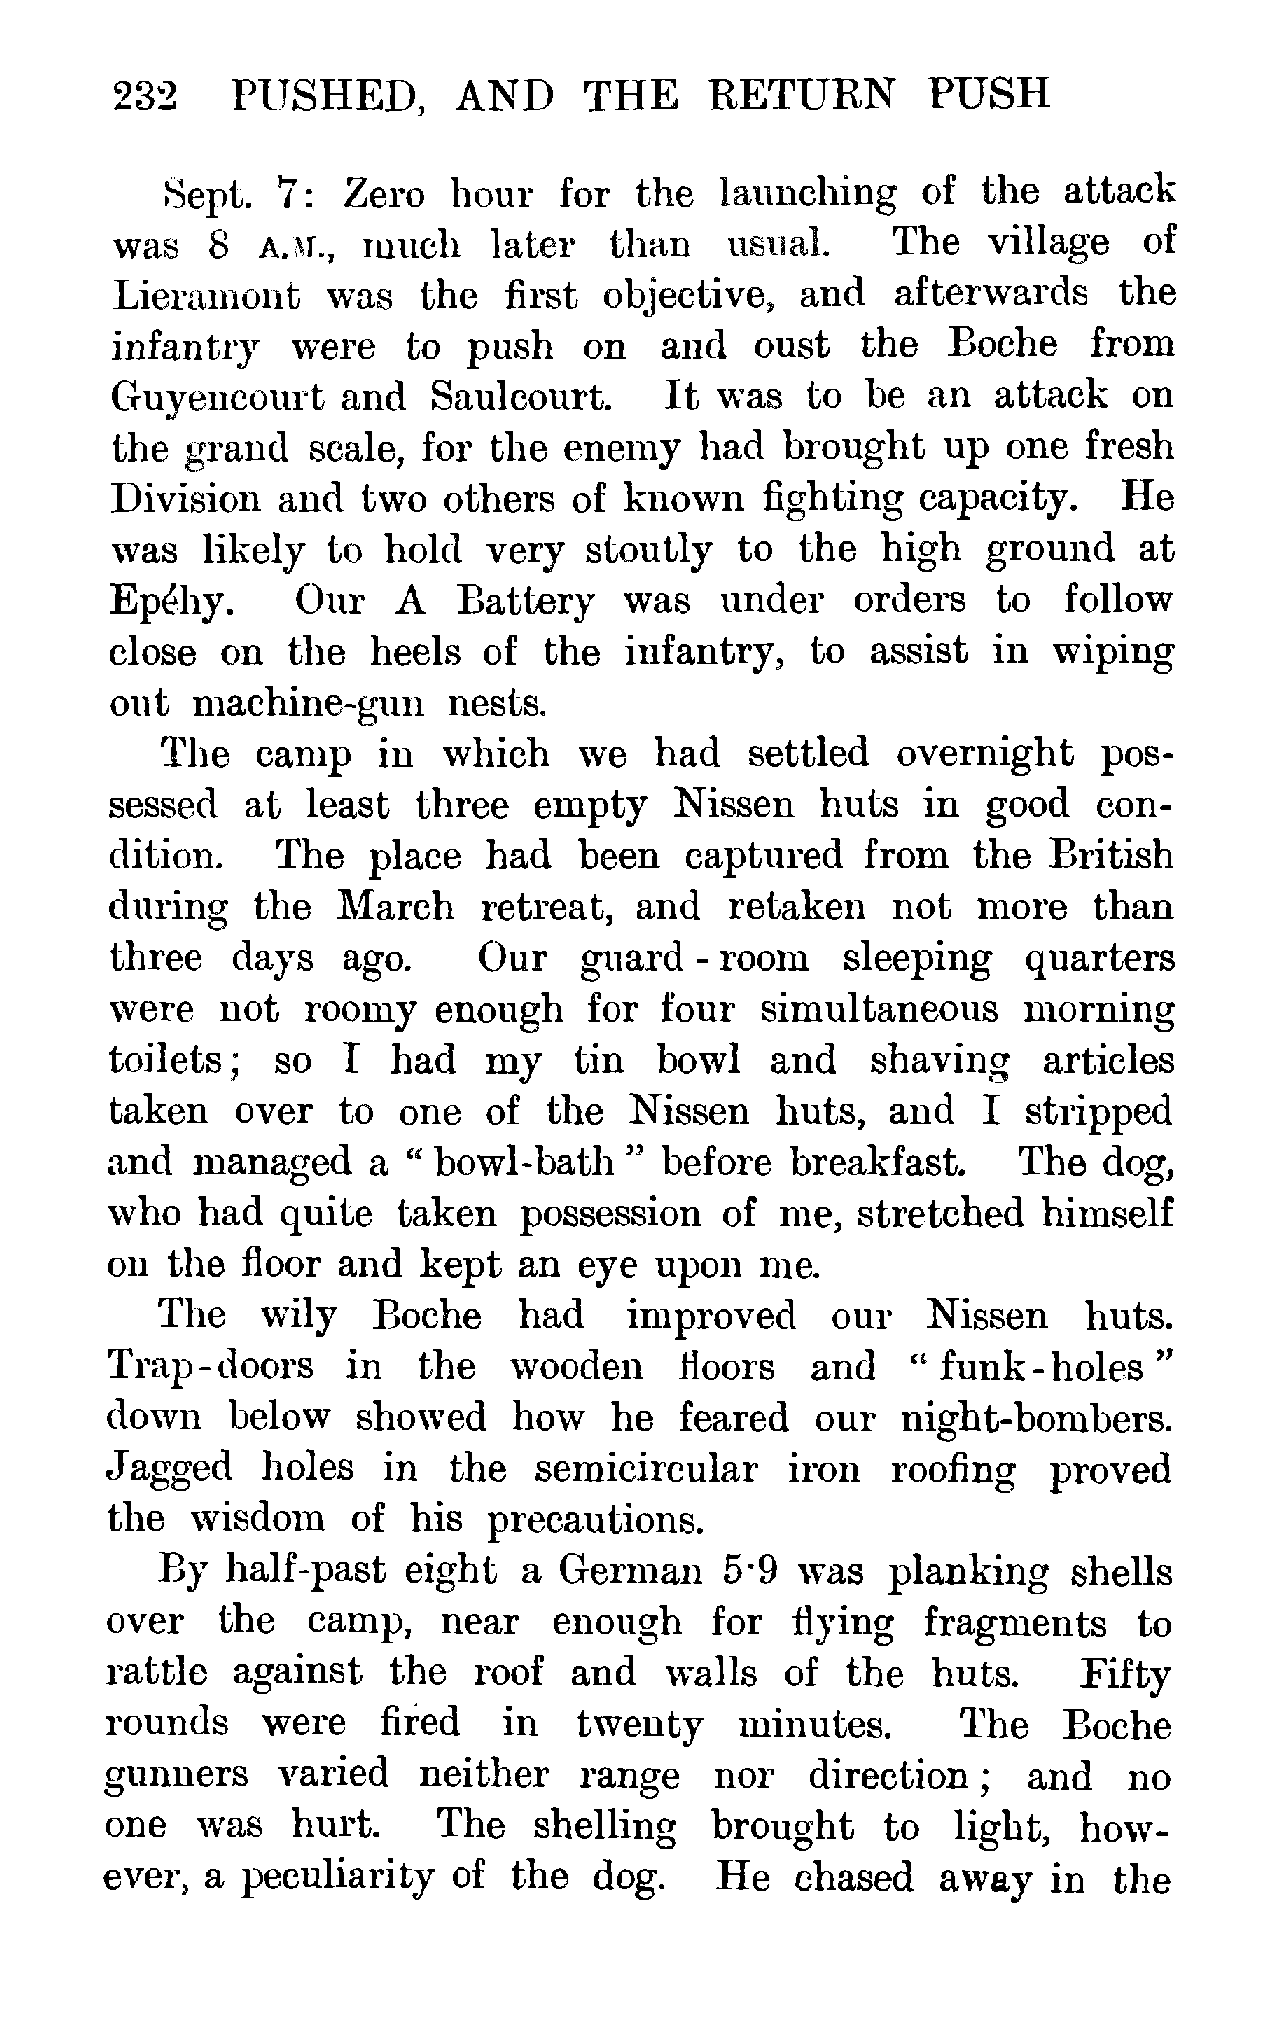 232 PUSHED, AND THE RETURN PUSH
Sept. 7: Zero hour for the launching of the attack
was 8 A.M., much later than usual. The village of
Lieramont was the first objective, and afterwards the
infantry were to push on and oust the Boche from
Guyencourt and Saulcourt. It was to be an attack on
the grand scale, for the enemy had brought up one fresh
Division and two others of known fighting capacity. He
was likely to hold very stoutly to the high ground at
Epéhy. Our A Battery was under orders to follow
close on the heels of the infantry, to assist in wiping
out machine-gun nests.
The camp in which we had settled overnight pos-
sessed at least three empty Nissen huts in good con-
dition. The place had been captured from the British
during the March retreat, and retaken not more than
three days ago. Our guard-room sleeping quarters
were not roomy enough for four simultaneous morning
toilets; so I had my tin bowl and shaving articles
taken over to one of the Nissen huts, and I stripped
and managed a “bowl-bath” before breakfast. The dog,
who had quite taken possession of me, stretched himself
on the floor and kept an eye upon me.
The wily Boche had improved our Nissen huts.
Trap-doors in the wooden floors and “funk-holes”
down below showed how he feared our night-bombers.
Jagged holes in the semicircular iron roofing proved
the wisdom of his precautions.
By half-past eight a German 5·9 was planking shells
over the camp, near enough for flying fragments to
rattle against the roof and walls of the huts. Fifty
rounds were fired in twenty minutes. The Boche
gunners varied neither range nor direction; and no
one was hurt. The shelling brought to light, how-
ever, a peculiarity of the dog. He chased away in the